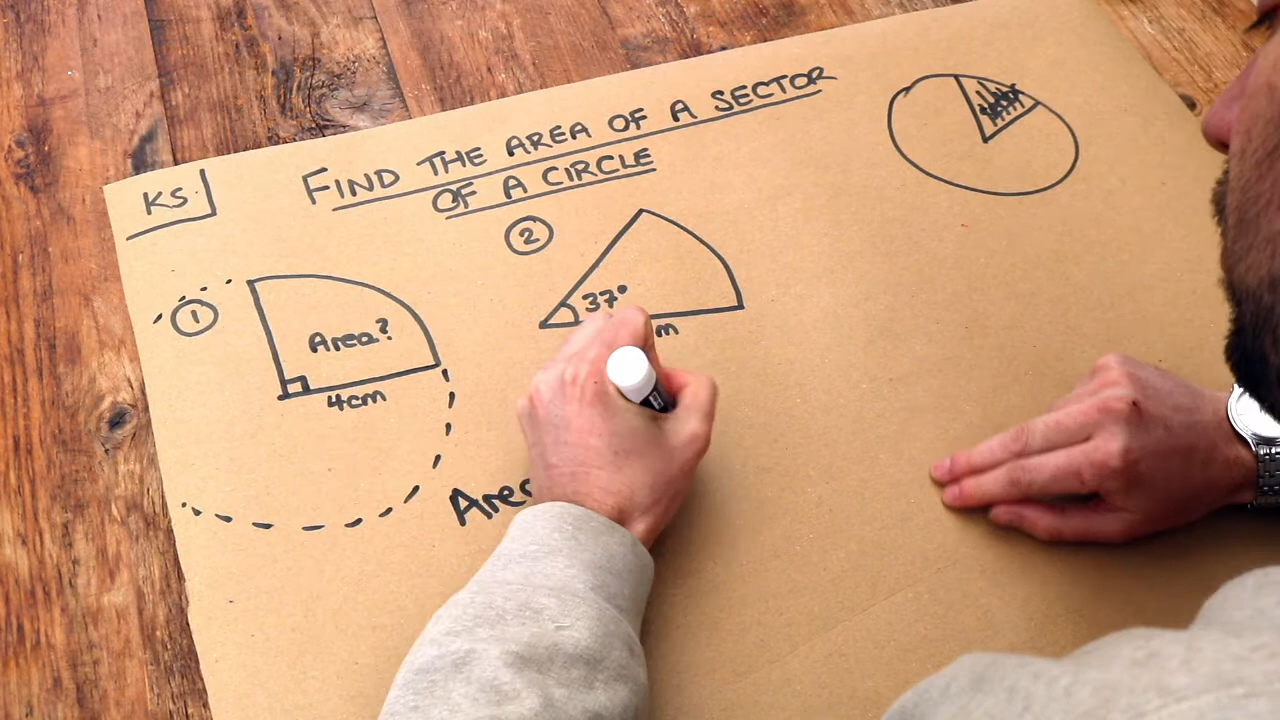 FIND THE AREA OF A SECTOR
OF A CIRCLE
KS
①
Area?
4cm
②
37°
m